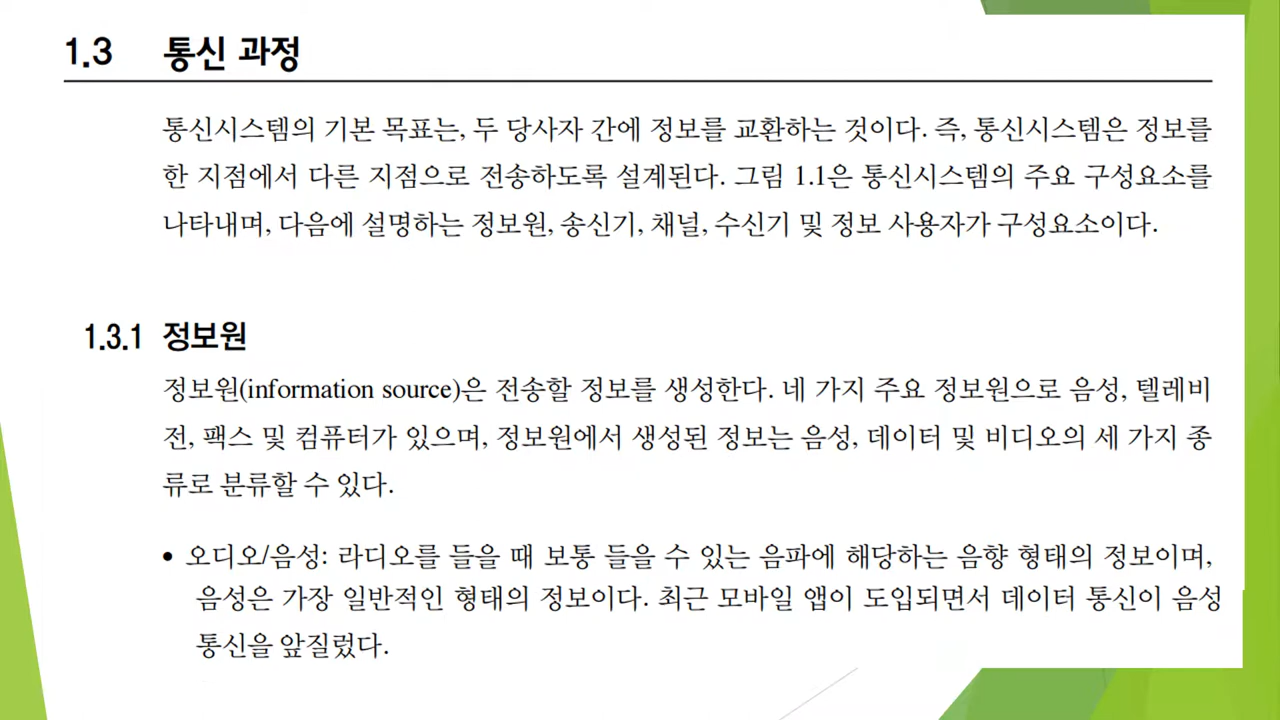 1.3 통신 과정
통신시스템의 기본 목표는, 두 당사자 간에 정보를 교환하는 것이다. 즉, 통신시스템은 정보를
한 지점에서 다른 지점으로 전송하도록 설계된다. 그림 1.1은 통신시스템의 주요 구성요소를
나타내며, 다음에 설명하는 정보원, 송신기, 채널, 수신기 및 정보 사용자가 구성요소이다.
1.3.1 정보원
정보원(information source)은 전송할 정보를 생성한다. 네 가지 주요 정보원으로 음성, 텔레비
전, 팩스 및 컴퓨터가 있으며, 정보원에서 생성된 정보는 음성, 데이터 및 비디오의 세 가지 종
류로 분류할 수 있다.
• 오디오/음성: 라디오를 들을 때 보통 들을 수 있는 음파에 해당하는 음향 형태의 정보이며,
음성은 가장 일반적인 형태의 정보이다. 최근 모바일 앱이 도입되면서 데이터 통신이 음성
통신을 앞질렀다.